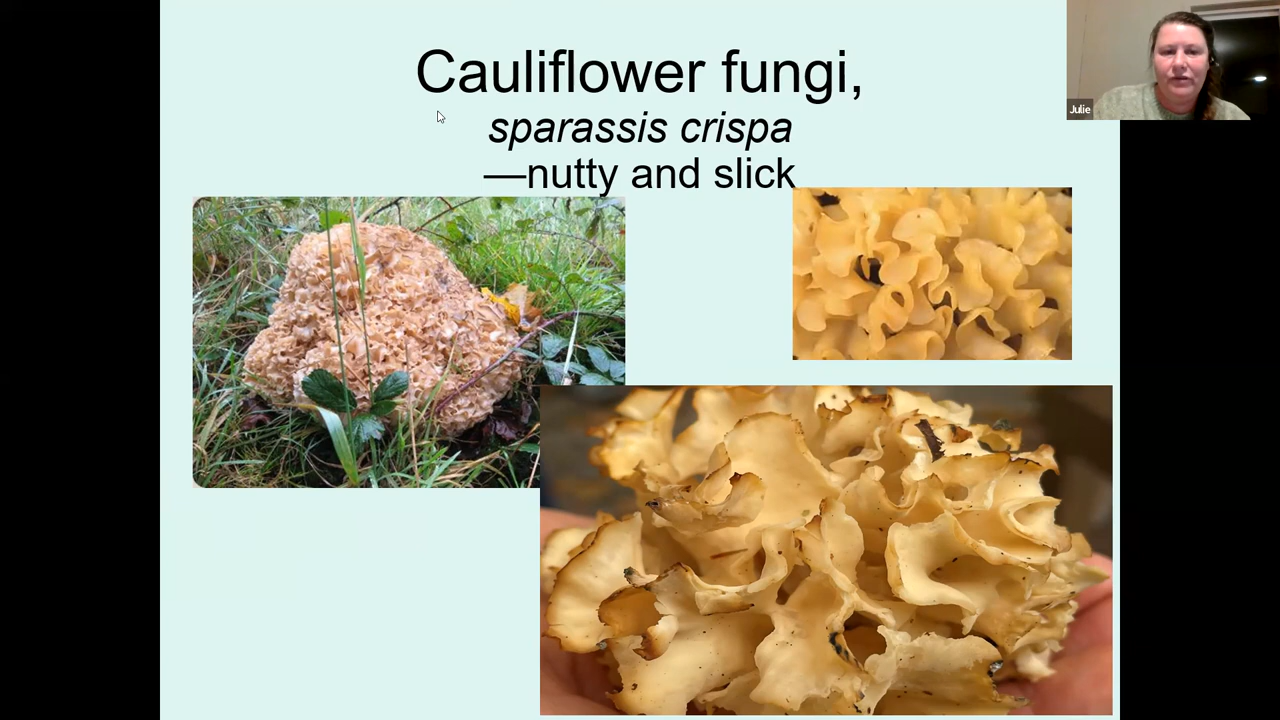 Cauliflower fungi,
sparassis crispa
—nutty and slick
Julie